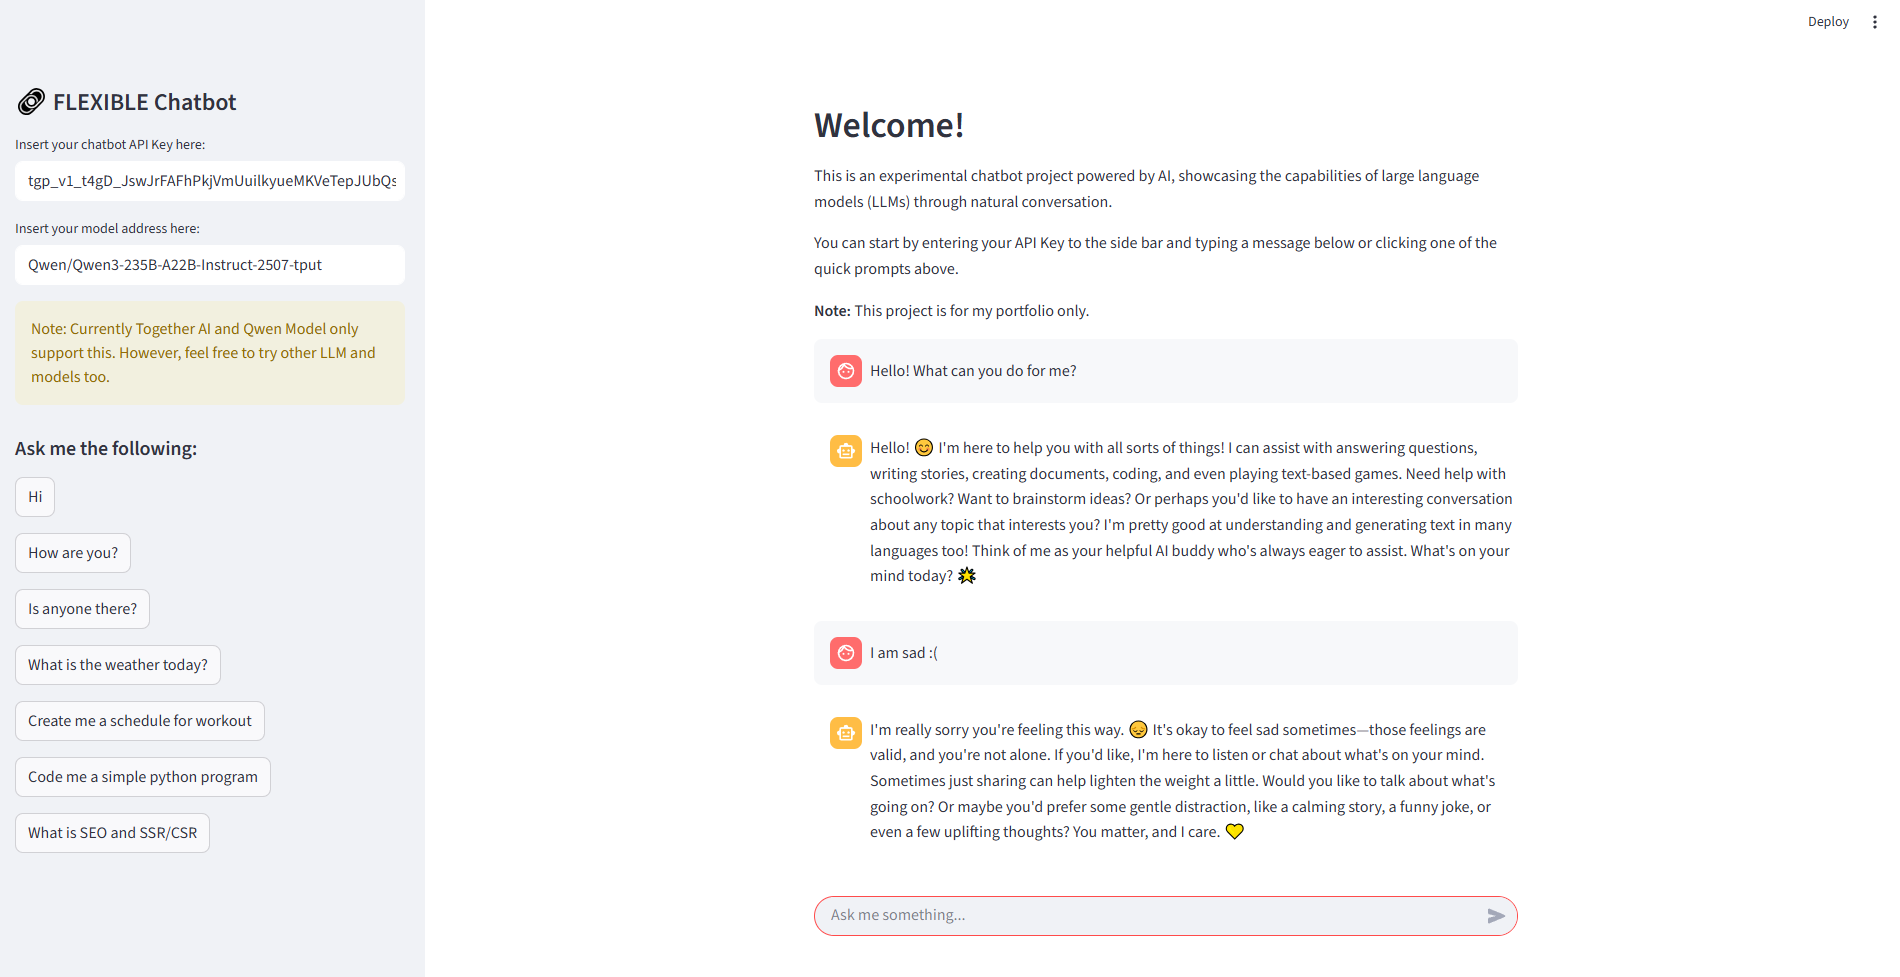 Deploy
FLEXIBLE Chatbot
Insert your chatbot API Key here:
tgp_v1_t4gD_JswJrFAFhPkjVmUuilkyueMKVeTepJUbQs
Insert your model address here:
Qwen/Qwen3-235B-A22B-Instruct-2507-tput
Note: Currently Together AI and Qwen Model only
support this. However, feel free to try other LLM and
models too.
Ask me the following:
Hi
How are you?
Is anyone there?
What is the weather today?
Create me a schedule for workout
Code me a simple python program
What is SEO and SSR/CSR
Welcome!
This is an experimental chatbot project powered by AI, showcasing the capabilities of large language
models (LLMs) through natural conversation.
You can start by entering your API Key to the side bar and typing a message below or clicking one of the
quick prompts above.
Note: This project is for my portfolio only.
Hello! What can you do for me?
Hello! 😊 I'm here to help you with all sorts of things! I can assist with answering questions,
writing stories, creating documents, coding, and even playing text-based games. Need help with
schoolwork? Want to brainstorm ideas? Or perhaps you'd like to have an interesting conversation
about any topic that interests you? I'm pretty good at understanding and generating text in many
languages too! Think of me as your helpful AI buddy who's always eager to assist. What's on your
mind today? 🌟
I am sad :(
I'm really sorry you're feeling this way. 😔 It's okay to feel sad sometimes—those feelings are
valid, and you're not alone. If you'd like, I'm here to listen or chat about what's on your mind.
Sometimes just sharing can help lighten the weight a little. Would you like to talk about what's
going on? Or maybe you'd prefer some gentle distraction, like a calming story, a funny joke, or
even a few uplifting thoughts? You matter, and I care. 💛
Ask me something...